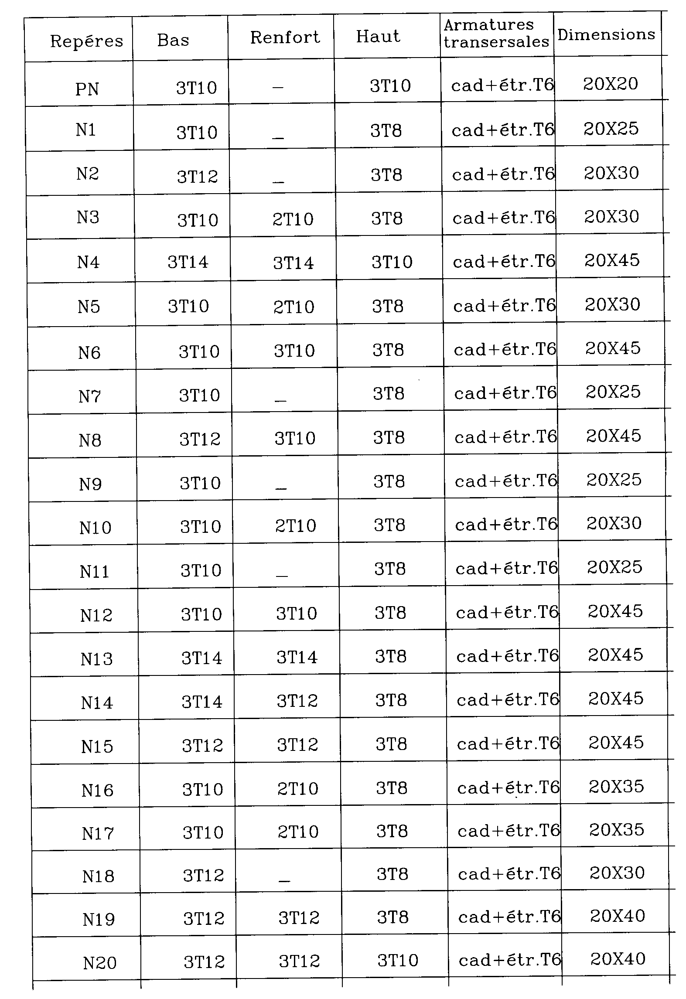 Repéres Bas Renfort Haut Armatures transersales Dimensions
PN 3T10 – 3T10 cad+étr.T6 20X20
N1 3T10 _ 3T8 cad+étr.T6 20X25
N2 3T12 _ 3T8 cad+étr.T6 20X30
N3 3T10 2T10 3T8 cad+étr.T6 20X30
N4 3T14 3T14 3T10 cad+étr.T6 20X45
N5 3T10 2T10 3T8 cad+étr.T6 20X30
N6 3T10 3T10 3T8 cad+étr.T6 20X45
N7 3T10 _ 3T8 cad+étr.T6 20X25
N8 3T12 3T10 3T8 cad+étr.T6 20X45
N9 3T10 _ 3T8 cad+étr.T6 20X25
N10 3T10 2T10 3T8 cad+étr.T6 20X30
N11 3T10 _ 3T8 cad+étr.T6 20X25
N12 3T10 3T10 3T8 cad+étr.T6 20X45
N13 3T14 3T14 3T8 cad+étr.T6 20X45
N14 3T14 3T12 3T8 cad+étr.T6 20X45
N15 3T12 3T12 3T8 cad+étr.T6 20X45
N16 3T10 2T10 3T8 cad+étr.T6 20X35
N17 3T10 2T10 3T8 cad+étr.T6 20X35
N18 3T12 _ 3T8 cad+étr.T6 20X30
N19 3T12 3T12 3T8 cad+étr.T6 20X40
N20 3T12 3T12 3T10 cad+étr.T6 20X40